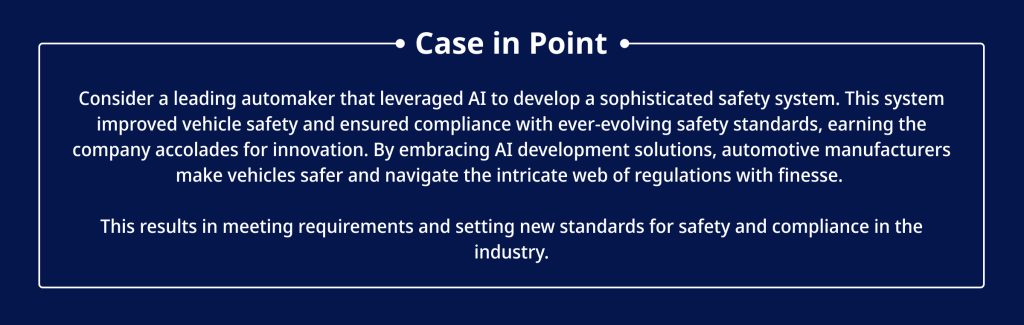 Case in Point
Consider a leading automaker that leveraged AI to develop a sophisticated safety system. This system
improved vehicle safety and ensured compliance with ever-evolving safety standards, earning the
company accolades for innovation. By embracing AI development solutions, automotive manufacturers
make vehicles safer and navigate the intricate web of regulations with finesse.
This results in meeting requirements and setting new standards for safety and compliance in the
industry.